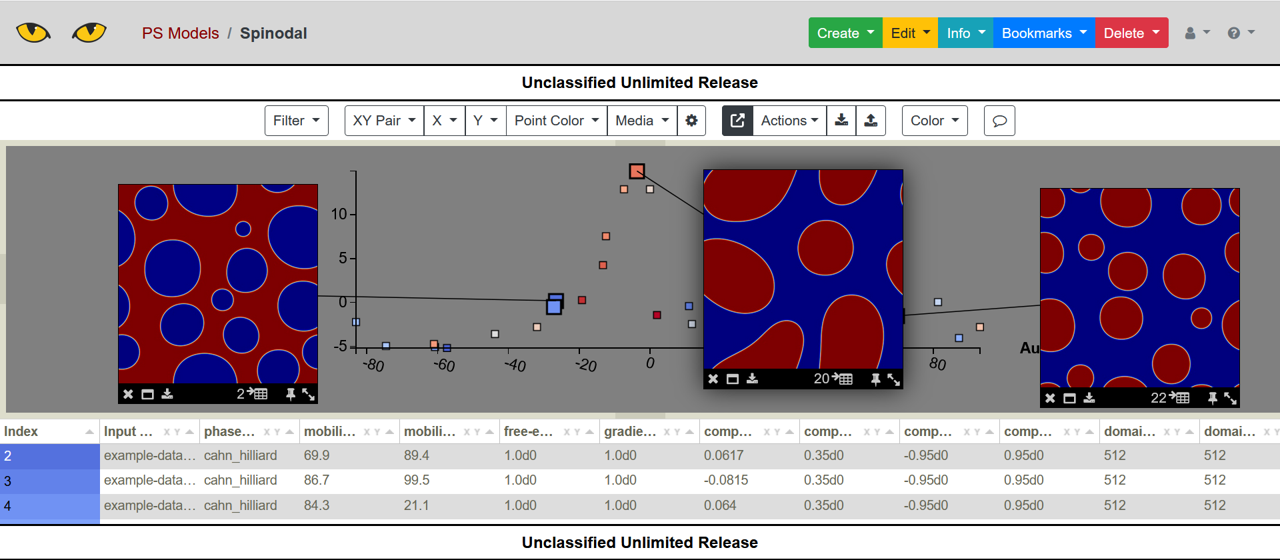 PS Models / Spinodal
Create Edit Info Bookmarks Delete
Unclassified Unlimited Release
Filter XY Pair X Y Point Color Media Actions Color
10
5
0
-5
-80 -60 -40 -20 0 80
Au
2
20
22
Index Input ... X Y phase... X Y mobili... X Y mobili... X Y free-e... X Y gradie... X Y comp... X Y comp... X Y comp... X Y comp... X Y domai... X Y domai... X Y
2 example-data... cahn_hilliard 69.9 89.4 1.0d0 1.0d0 0.0617 0.35d0 -0.95d0 0.95d0 512 512
3 example-data... cahn_hilliard 86.7 99.5 1.0d0 1.0d0 -0.0815 0.35d0 -0.95d0 0.95d0 512 512
4 example-data... cahn_hilliard 84.3 21.1 1.0d0 1.0d0 0.064 0.35d0 -0.95d0 0.95d0 512 512
Unclassified Unlimited Release